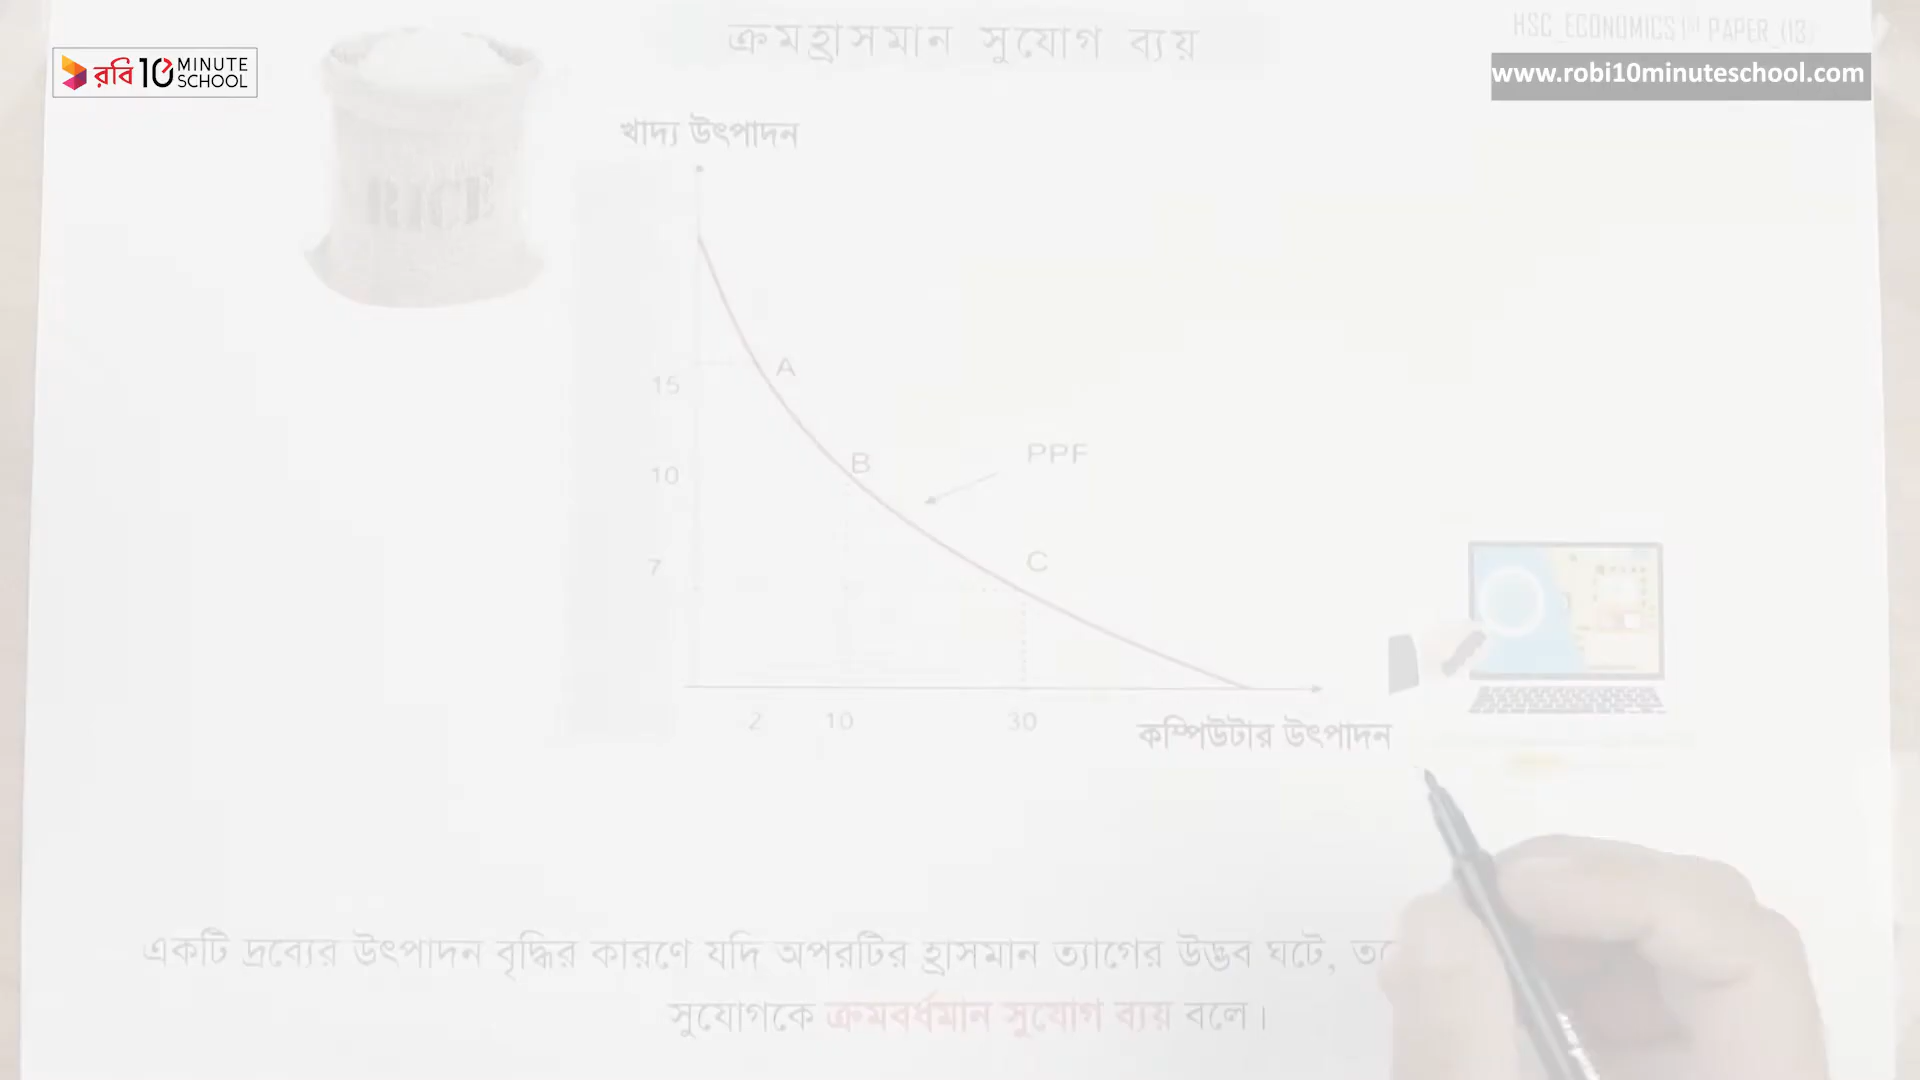 HSC_ECONOMICS 1ST PAPER_(13)
ক্রমহ্রাসমান সুযোগ ব্যয়
রবি 10 MINUTE SCHOOL
www.robi10minuteschool.com
খাদ্য উৎপাদন
RICE
A
15
B
10
PPF
C
7
2 10 30
কম্পিউটার উৎপাদন
একটি দ্রব্যের উৎপাদন বৃদ্ধির কারণে যদি অপরটির হ্রাসমান ত্যাগের উদ্ভব ঘটে,
সুযোগকে ক্রমবর্ধমান সুযোগ ব্যয় বলে।